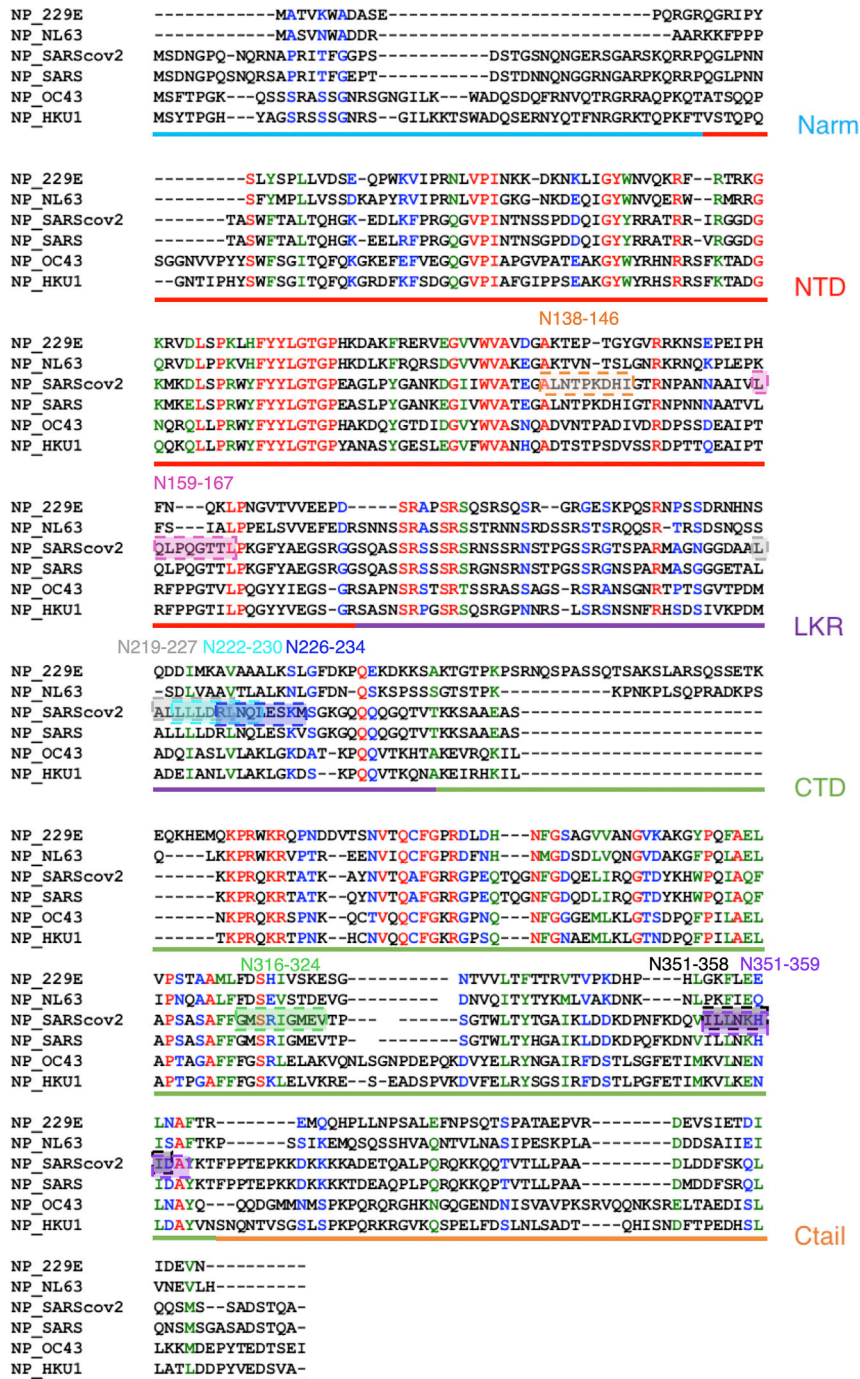 NP_229E -------------MATVKWADASE----------------------PQRGRQGRIPY
NP_NL63 -------------MASVNWADDR-------------------------AARKKFPPP
NP_SARScov2 MSDNGPQ-NQRNAPRITFGGPS----------DSTGSNQNGERSGARSKQRRPQGLPNN
NP_SARS MSDNGPQSNQRSAPRITFGEPT----------DSTDNNQNGGRNGARPKQRRPQGLPNN
NP_OC43 MSFTPGK---QSSSRASSGNRSGNGILK---WADQSDQFRNVQTRGRRAQPKQTATSQQP
NP_HKU1 MSYTPGH---YAGSRSSSGNRS--GILKKTSWADQSERNYQTFNRGRKTQPKFTVSTQPQ
Narm
NP_229E ----------SLYSPLLVDSE-QPWKVIPRNLVPINKK-DKNKLIGYWNVQKRF--RTRKG
NP_NL63 ----------SFYMPLLVSSDKAPYRVIPRNLVPIGKG-NKDEQIGYWNVQERW--RMRRG
NP_SARScov2 --------TASWFTALTQHGK-EDLKFPRGQGVPINTNSSPDDQIGYYRRATRR-IRGGDG
NP_SARS --------TASWFTALTQHGK-EELRFPRGQGVPINTNSGPDDQIGYYRRATRR-VRGGDG
NP_OC43 SGGNVVPYYSWFSGITQFQKGKEFEFVEGQGVPIAPGVPATEAKGYWYRHNRRSFKTADG
NP_HKU1 --GNTIPHYSWFSGITQFQKGRDFKFSDGQGVPIAFGIPPSEAKGYWYRHSRRSFKTADG
NTD
N138-146
NP_229E KRVDLSPKLHFYYLGTGPHKDAKFRERVEGVVWVAVDGAKTEP-TGYGVRRKNSEPEIPH
NP_NL63 QRVDLPPKVHFYYLGTGPHKDLKFRQRSDGVVWVAKEGAKTVN-TSLGNRKRNQKPLEPK
NP_SARScov2 KMKDLSPRWYFYYLGTGPEAGLPYGANKDGIIWVATEGALNTPKDHIGTRNPANNAAIVL
NP_SARS KMKELSPRWYFYYLGTGPEASLPYGANKEGIVWVATEGALNTPKDHIGTRNPNNNAATVL
NP_OC43 NQRQLLPRWYFYYLGTGPHAKDQYGTDIDGVYWVASNQADVNTPADIVDRDPSSDEAIPT
NP_HKU1 QQKQLLPRWYFYYLGTGPYANASYGESLEGVFWVANHQADTSTPSDVSSRDPTTQEAIPT
N159-167
NP_229E FN---QKLPNGVTVVEEPD-----SRAPSRSQSRSQSR--GRGESKPQSRNPSSDRNHNS
NP_NL63 FS---IALPPELSVVEFEDRSNNSSRASSRSSTRNNSRDSSRSTSRQQSR-TRSDSNQSS
NP_SARScov2 QLPQGTTLPKGFYAEGSRGGSQASSRSSSRSRNSSRNSTPGSSRGTSPARMAGNGGDAAL
NP_SARS QLPQGTTLPKGFYAEGSRGGSQASSRSSSRSRGNSRNSTPGSSRGNSPARMASGGGETAL
NP_OC43 RFPPGTVLPQGYYIEGS-GRSAPNSRSTSRTSSRASSAGS-RSRANSGNRTPTSGVTPDM
NP_HKU1 RFPPGTILPQGYYVEGS-GRSASNSRPGSRSQSRGPNNRS-LSRSNSNFRHSDSIVKPDM
LKR
N219-227 N222-230 N226-234
NP_229E QDDIMKAVAAALKSLGFDKPQEKDKKSAKTGTPKPSRNQSPASSQTSAKSLARSQSSETK
NP_NL63 -SDLVAAVTLALKNLGFDN-QSKSPSSSGTSTPK----------KPNKPLSQPRADKPS
NP_SARScov2 ALLLLDRLNQLESKMSGKGQQQQGQTVTKKSAAEAS------------------------
NP_SARS ALLLLDRLNQLESKVSGKGQQQQGQTVTKKSAAEAS------------------------
NP_OC43 ADQIASLVLAKLGKDAT-KPQQVTKHTAKEVRQKIL------------------------
NP_HKU1 ADEIANLVLAKLGKDS--KPQQVTKQNAKEIRHKIL------------------------
CTD
NP_229E EQKHEMQKPRWKRQPNDDVTSNVTQCFGPRDLDH---NFGSAGVVANGVKAKGYPQFAEL
NP_NL63 Q-----LKKPRWKRVPTR--EENVIQCFGPRDFNH---NMGDSDLVQNGVDAKGFPQLAEL
NP_SARScov2 ------KKPRQKRTATK--AYNVTQAFGRRGPEQTQGNFGDQELIRQGTDYKHWPQIAQF
NP_SARS ------KKPRQKRTATK--QYNVTQAFGRRGPEQTQGNFGDQDLIRQGTDYKHWPQIAQF
NP_OC43 ------NKPRQKRSPNK--QCTVQQCFGKRGPNQ---NFGGGEMLKLGTSDPQFPILAEL
NP_HKU1 ------TKPRQKRTPNK--HCNVQQCFGKRGPSQ---NFGNAEMLKLGTNDPQFPILAEL
N316-324 N351-358 N351-359
NP_229E VPSTAAMLFDSHIVSKESG----------NTVVLTFTTRVTVPKDHP----HLGKFLEE
NP_NL63 IPNQAALFFDSEVSTDEVG---------DNVQITYTYKMLVAKDNK----NLPKFIEQ
NP_SARScov2 APSASAFFGMSRIGMEVTP---------SGTWLTYTGAIKLDDKDPNFKDQVILLNKH
NP_SARS APSASAFFGMSRIGMEVTP---------SGTWLTYHGAIKLDDKDPQFKDNVILLNKH
NP_OC43 APTAGAFFFGSRLELAKVQNLSGNPDEPQKDVYELRYNGAIRFDSTLSGFETIMKVLNEN
NP_HKU1 APTPGAFFFGSKLELVKRE--S-EADSPVKDVFELRYSGSIRFDSTLPGFETIMKVLKEN
NP_229E LNAFTR--------EMQQHPLLNPSALEFNPSQTSPATAEPVR------DEVSIETDI
NP_NL63 ISAFTKP-------SSIKEMQSQSSHVAQNTVLNASIPESKPLA-----DDDSAIIEI
NP_SARScov2 IDAYKTFPPTEPKKDKKKKADETQALPQRQKKQQTVTLLPAA------DLDDFSKQL
NP_SARS IDAYKTFPPTEPKKDKKKKTDEAQPLPQRQKKQPTVTLLPAA------DMDDFSRQL
NP_OC43 LNAYQ---QQDGMMNMSPKPQRQRGHKNGQGENDNISVAVPKSRVQQNKSRELTAEDISL
NP_HKU1 LDAYVNSNQNTVSGSLSPKPQRKRGVKQSPELFDSLNLSADT----QHISNDFTPEDHSL
Ctail
NP_229E IDEVN----------
NP_NL63 VNEVLH---------
NP_SARScov2 QQSMS--SADSTQA-
NP_SARS QNSMSGASADSTQA-
NP_OC43 LKKMDEPYTEDTSEI
NP_HKU1 LATLDDPYVEDSVA-